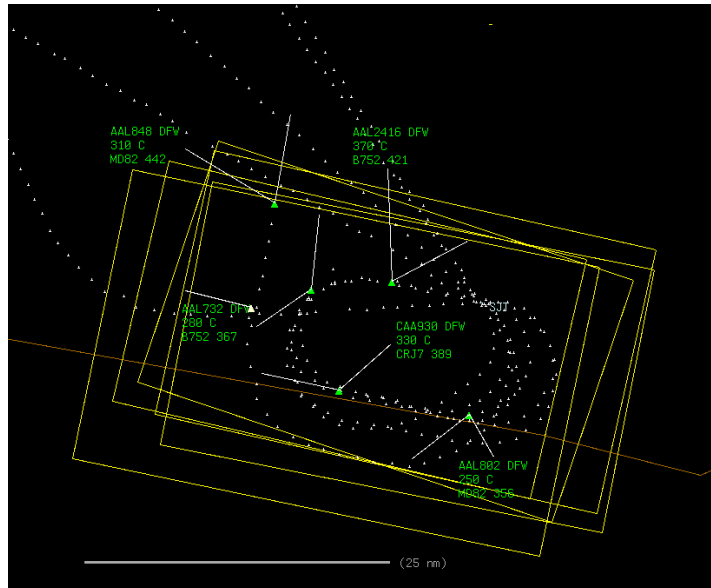 AAL848 DFW
310 C
MD82 442
AAL2416 DFW
370 C
B752 421
SJJ
AAL732 DFW
280 C
B752 367
CAA930 DFW
330 C
CRJ7 389
AAL802 DFW
250 C
MD82 356
(25 nm)